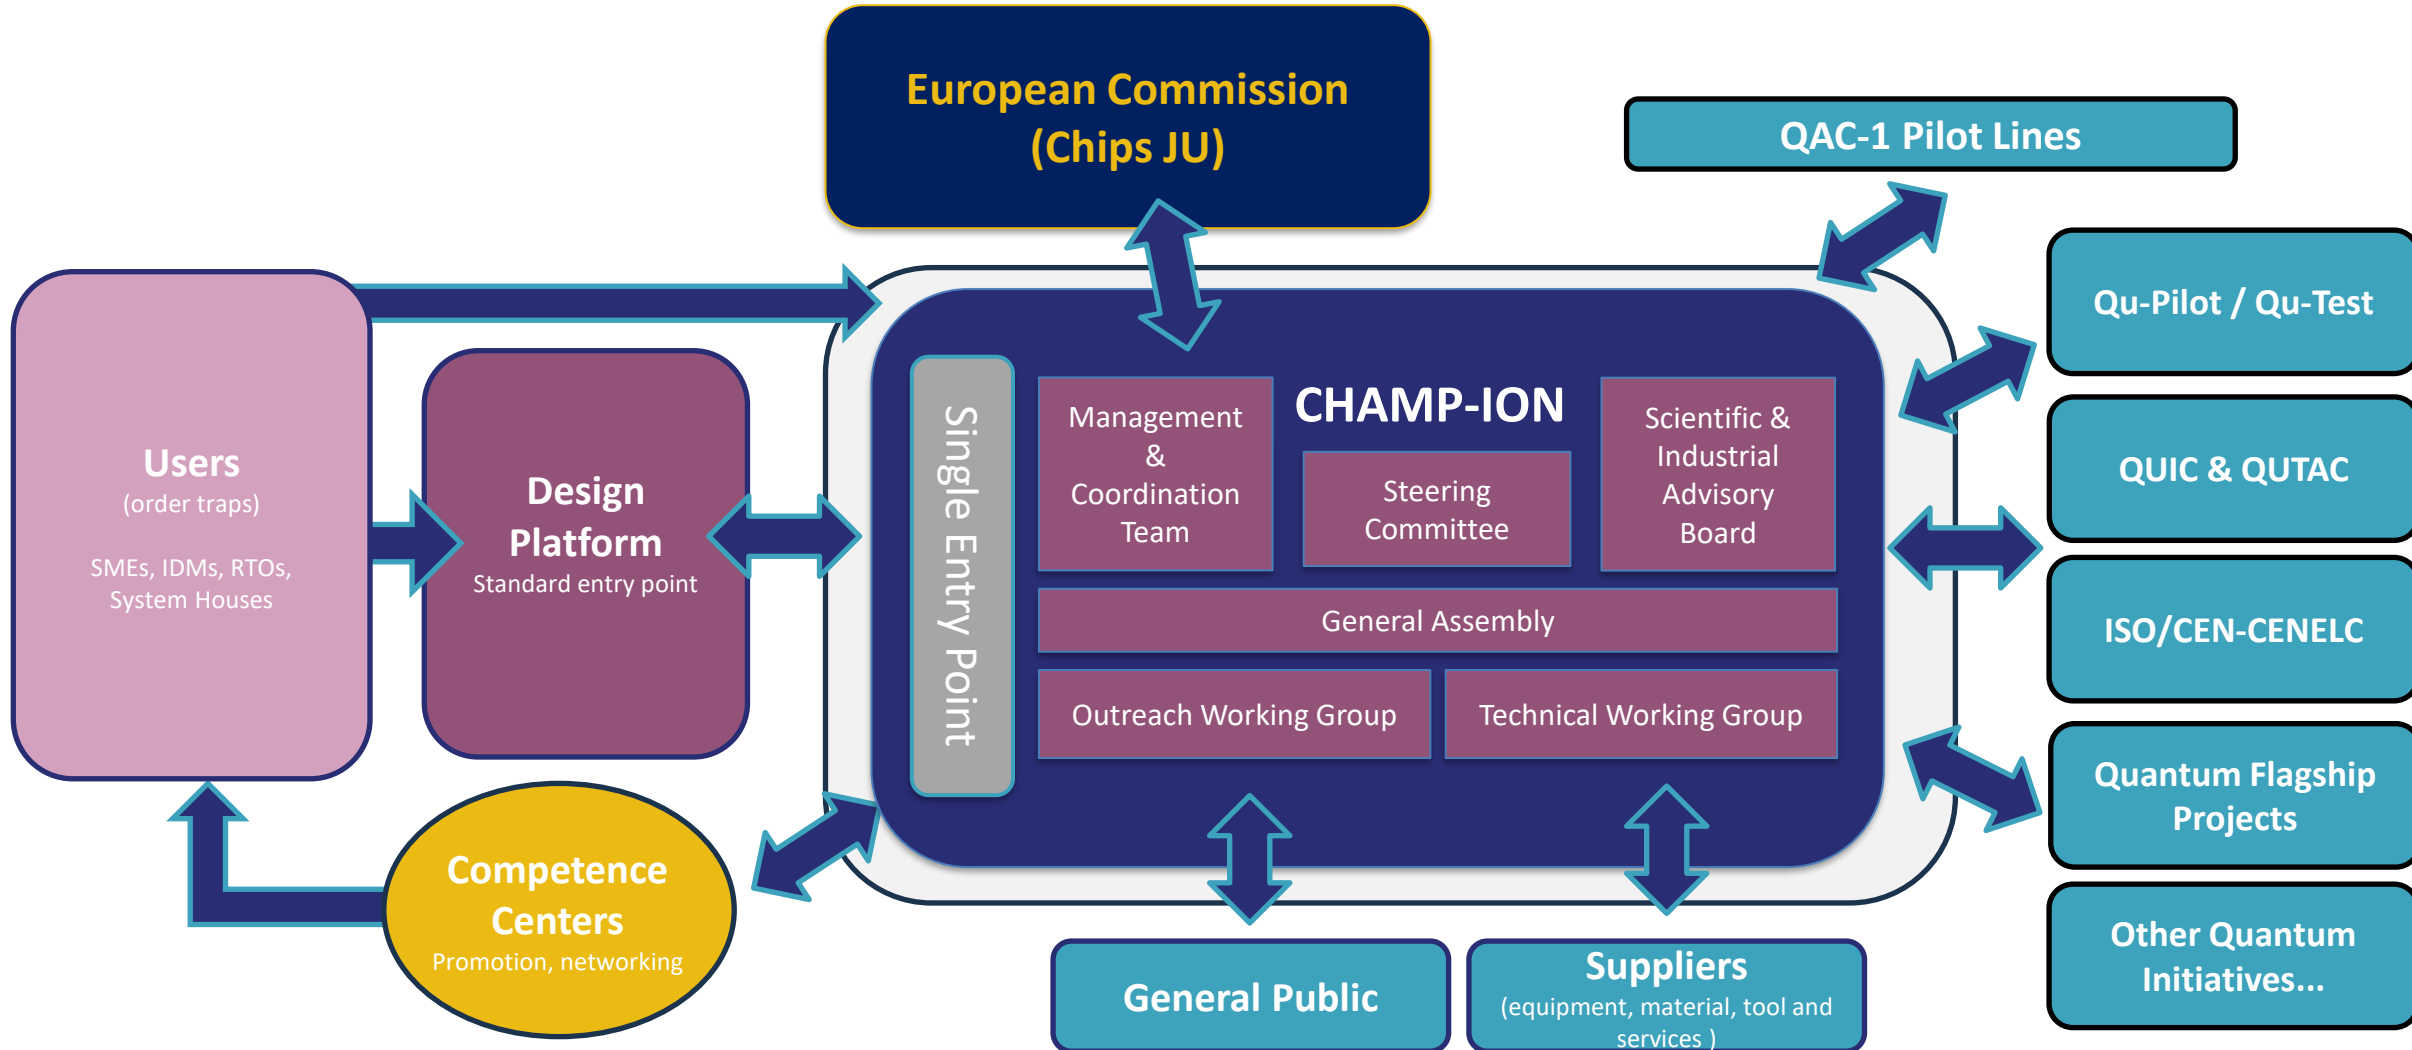 European Commission
(Chips JU)
QAC-1 Pilot Lines
Users
(order traps)
SMEs, IDMs, RTOs,
System Houses
Design
Platform
Standard entry point
Competence
Centers
Promotion, networking
Single Entry Point
CHAMP-ION
Management
&
Coordination
Team
Steering
Committee
Scientific &
Industrial
Advisory
Board
General Assembly
Outreach Working Group
Technical Working Group
General Public
Suppliers
(equipment, material, tool and
services )
Qu-Pilot / Qu-Test
QUIC & QUTAC
ISO/CEN-CENELC
Quantum Flagship
Projects
Other Quantum
Initiatives...